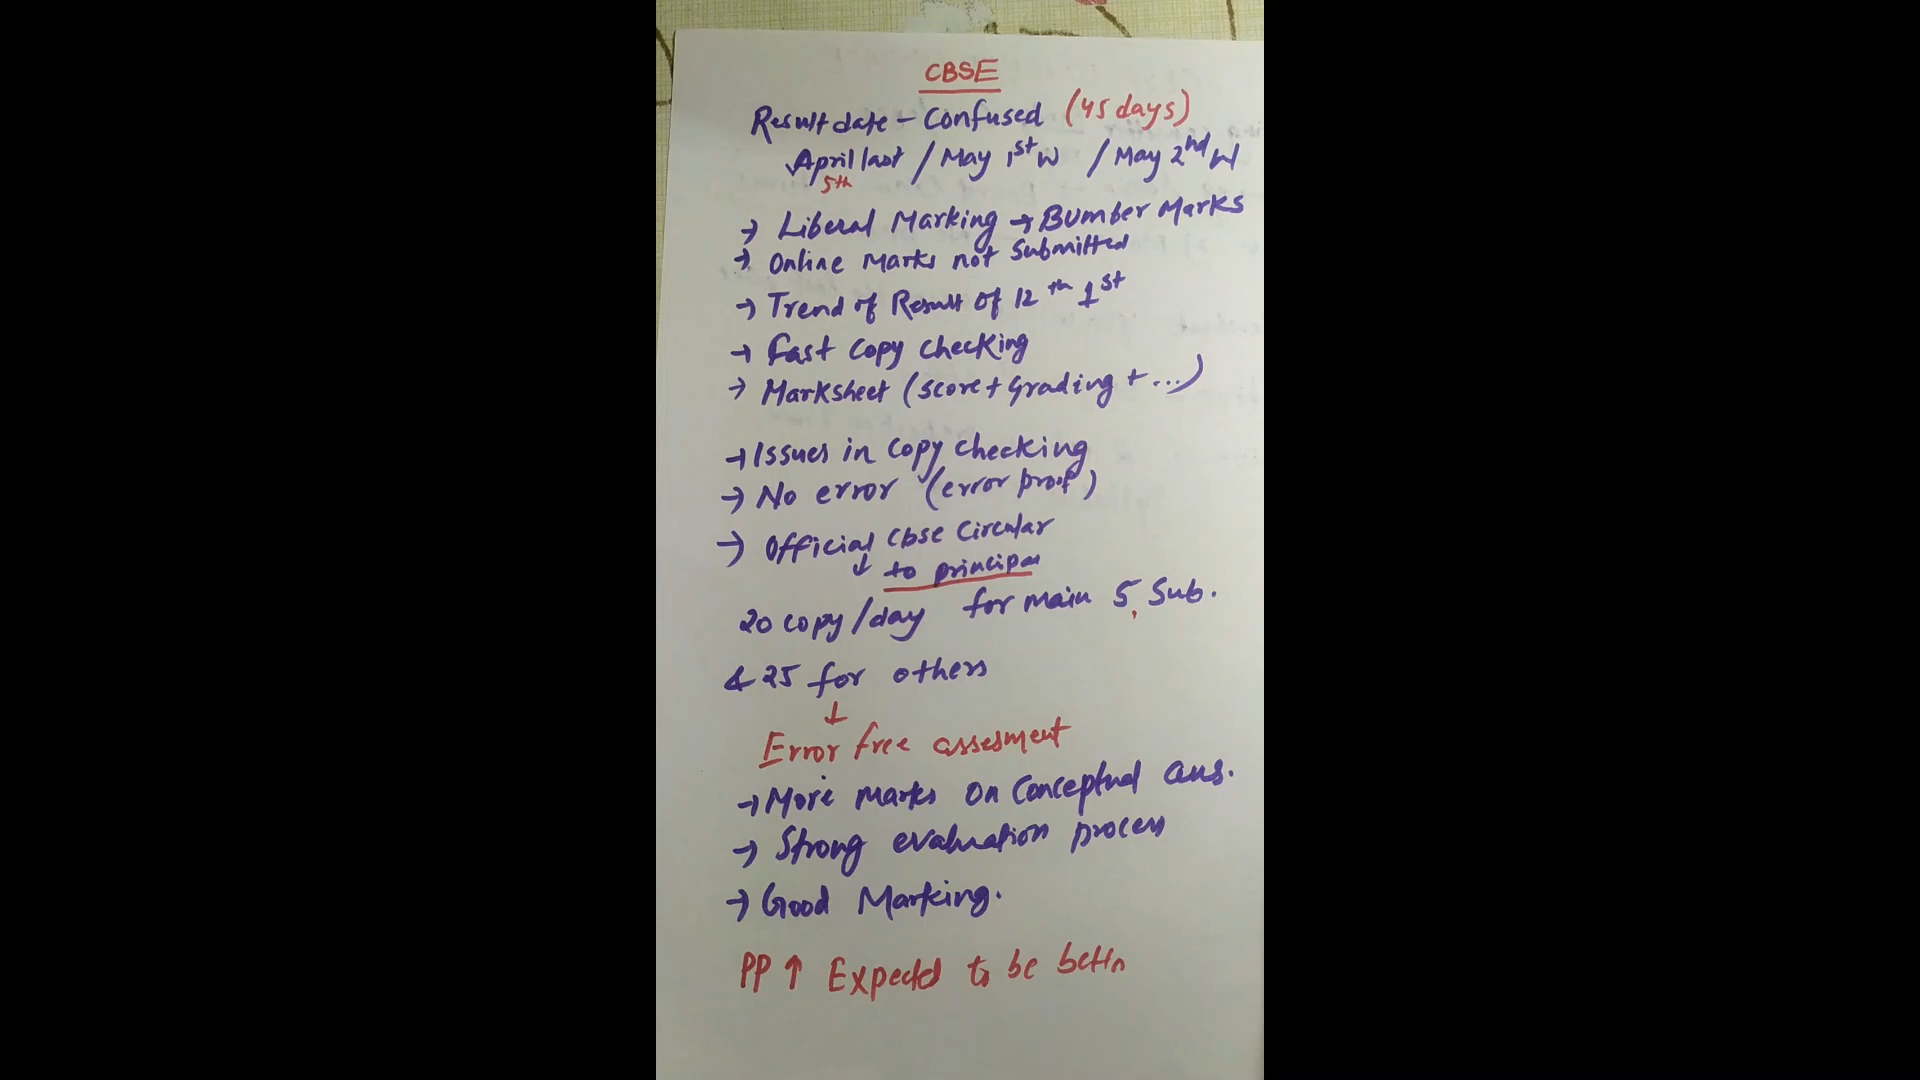 CBSE
Result date - Confused (45 days)
April last / May 1st W / May 2nd W
5th
→ Liberal Marking → Bumber Marks
→ Online Marks not Submitted
→ Trend of Result of 12th 1st
→ Fast Copy Checking
→ Marksheet (Score + Grading + ...)
→ Issues in Copy Checking
→ No error (error proof)
→ Official Cbse Circular
↓ to principal
20 copy/day for main 5 Sub.
& 25 for others
↓
Error free assesment
→ More marks on Conceptual ans.
→ Strong evaluation process
→ Good Marking.
PP ↑ Expected to be better